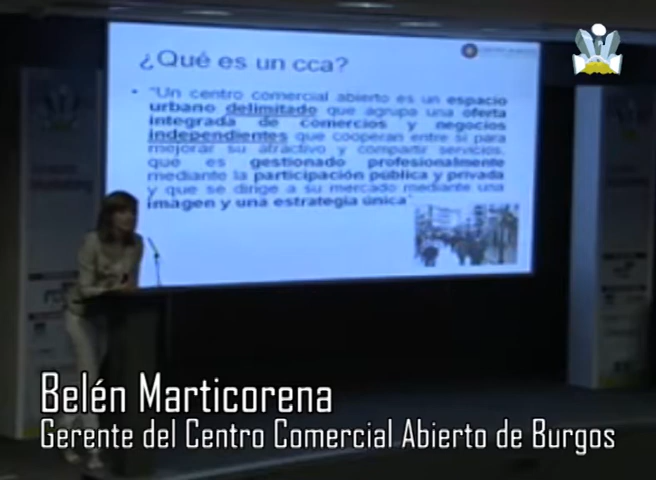 ¿Qué es un cca?
• "Un centro comercial abierto es un espacio
urbano delimitado que agrupa una oferta
integrada de comercios y negocios
independientes que cooperan entre sí para
mejorar su atractivo y compartir servicios,
que es gestionado profesionalmente
mediante la participación pública y privada
y que se dirige a su mercado mediante una
imagen y una estrategia única"
Belén Marticorena
Gerente del Centro Comercial Abierto de Burgos